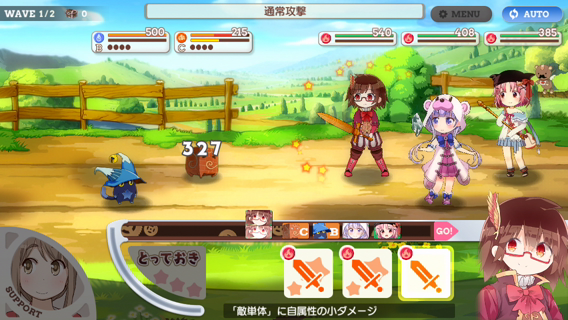 WAVE 1/2 0
通常攻撃
MENU
AUTO
500
B
215
C
540
408
385
327
C B GO!
とっておき
SUPPORT
「敵単体」に自属性の小ダメージ